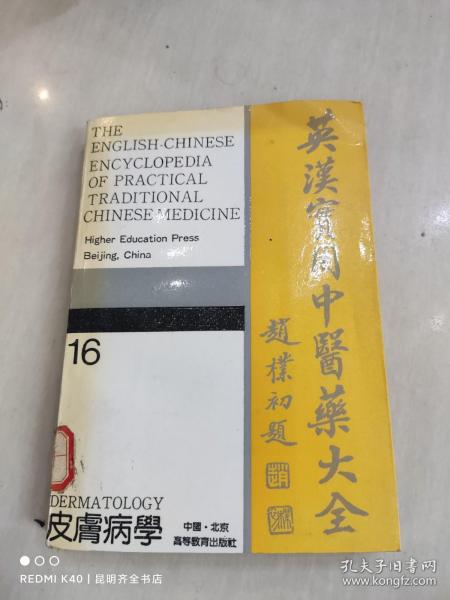 THE
ENGLISH-CHINESE
ENCYCLOPEDIA
OF PRACTICAL
TRADITIONAL
CHINESE MEDICINE
Higher Education Press
Beijing, China
16
DERMATOLOGY
皮膚病學
中國·北京
高等教育出版社
英漢實用中醫藥大全
趙樸初題
REDMI K40 | 昆明齐全书店
孔夫子旧书网
www.kongfz.com